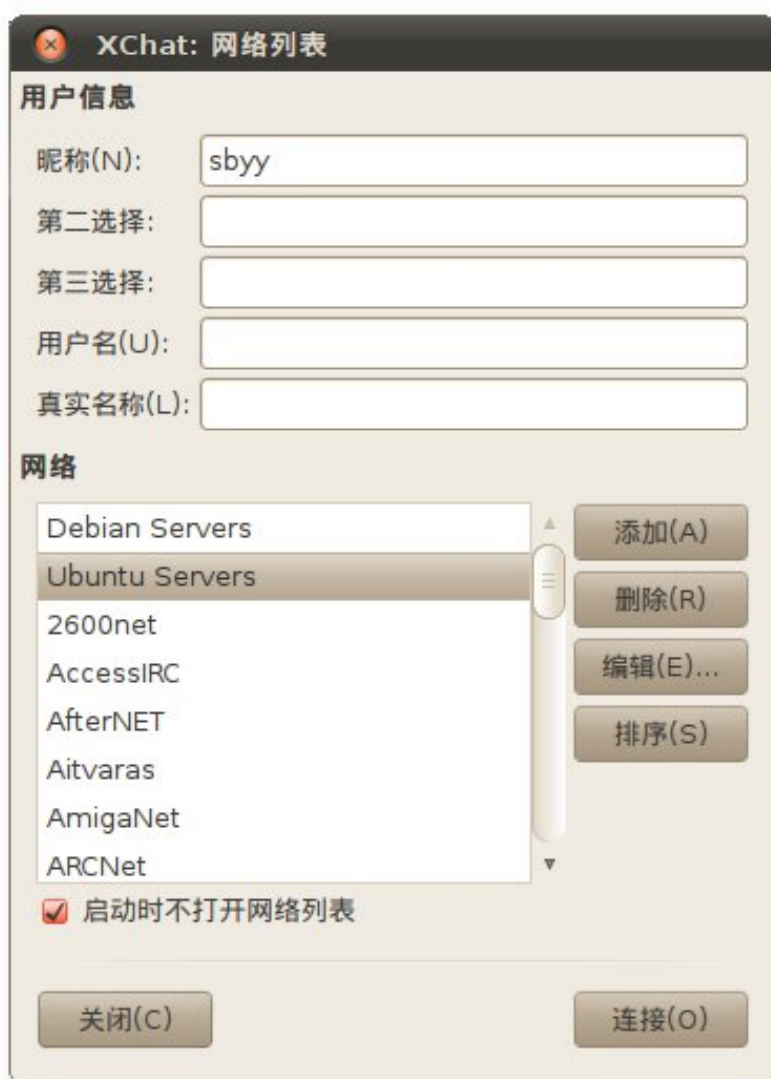 XChat: 网络列表
用户信息
昵称(N): sbyy
第二选择:
第三选择:
用户名(U):
真实名称(L):
网络
Debian Servers 添加(A)
Ubuntu Servers 删除(R)
2600net
AccessIRC 编辑(E)...
AfterNET 排序(S)
Aitvaras
AmigaNet
ARCNet
启动时不打开网络列表
关闭(C) 连接(O)